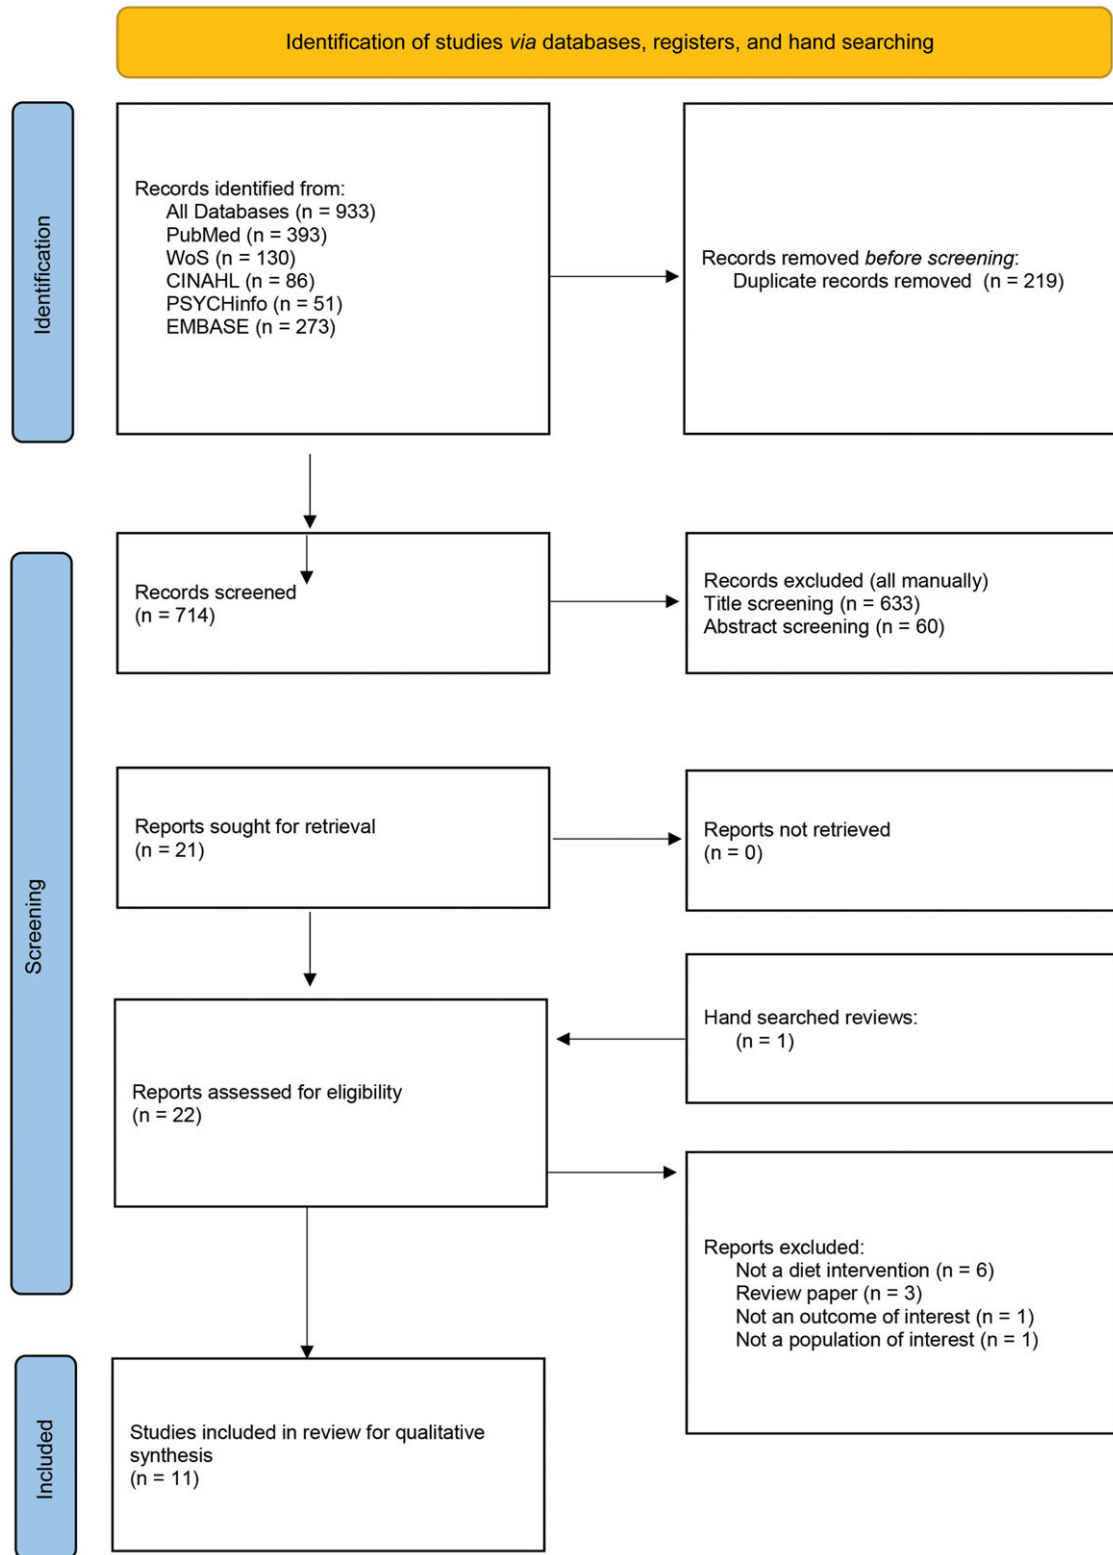 Identification of studies via databases, registers, and hand searching
Identification
Records identified from:
All Databases (n = 933)
PubMed (n = 393)
WoS (n = 130)
CINAHL (n = 86)
PSYCHinfo (n = 51)
EMBASE (n = 273)
Records removed before screening:
Duplicate records removed (n = 219)
Screening
Records screened
(n = 714)
Records excluded (all manually)
Title screening (n = 633)
Abstract screening (n = 60)
Reports sought for retrieval
(n = 21)
Reports not retrieved
(n = 0)
Hand searched reviews:
(n = 1)
Reports assessed for eligibility
(n = 22)
Reports excluded:
Not a diet intervention (n = 6)
Review paper (n = 3)
Not an outcome of interest (n = 1)
Not a population of interest (n = 1)
Included
Studies included in review for qualitative
synthesis
(n = 11)